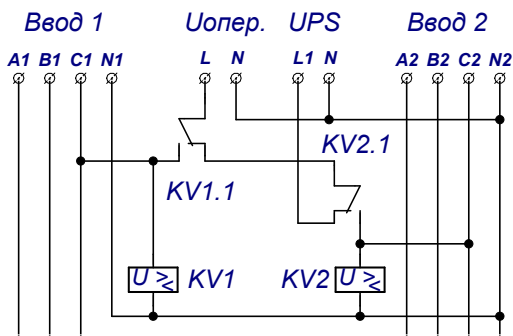 Ввод 1 Uопер. UPS Ввод 2
A1 B1 C1 N1 L N L1 N A2 B2 C2 N2
KV2.1
KV1.1
U >< KV1 KV2 U ><